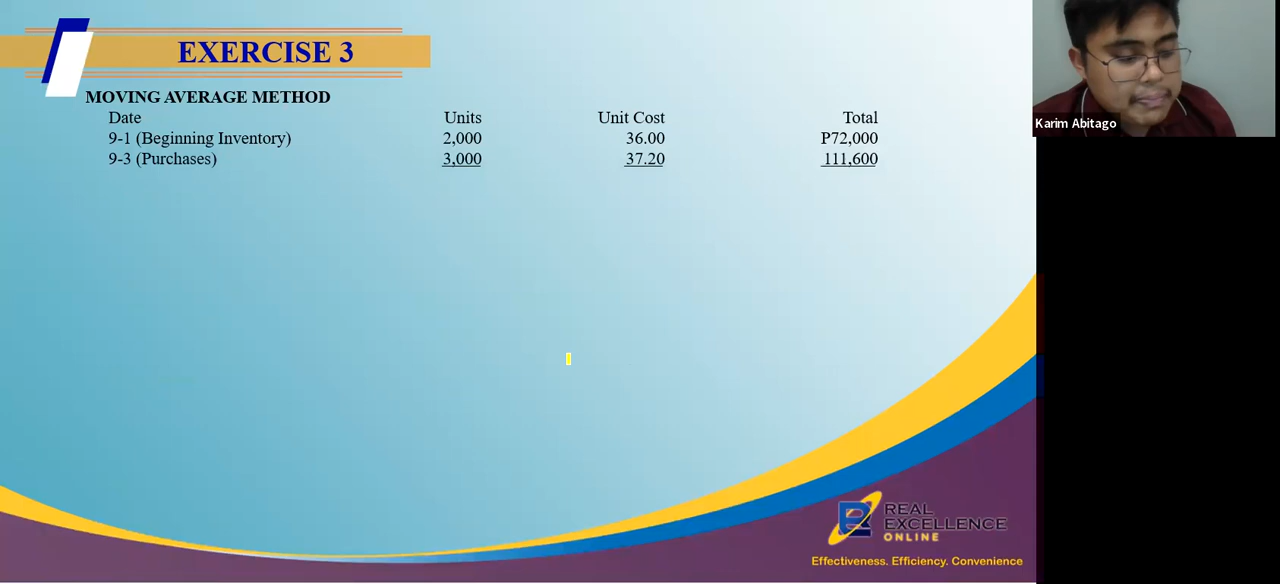 EXERCISE 3
MOVING AVERAGE METHOD
Date Units Unit Cost Total
9-1 (Beginning Inventory) 2,000 36.00 P72,000
9-3 (Purchases) 3,000 37.20 111,600
Karim Abitago
REAL
EXCELLENCE
ONLINE
Effectiveness. Efficiency. Convenience